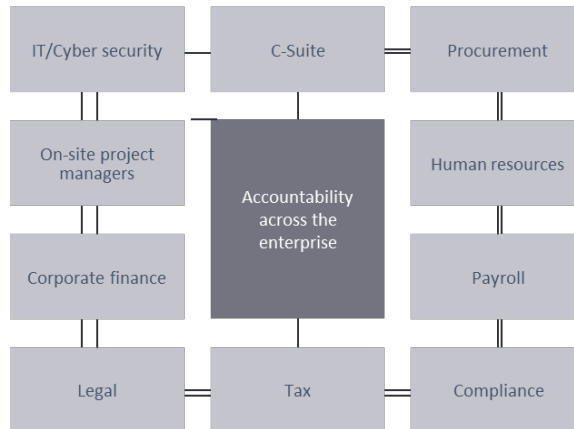 IT/Cyber security
C-Suite
Procurement
On-site project
managers
Human resources
Accountability
across the
enterprise
Corporate finance
Payroll
Legal
Tax
Compliance